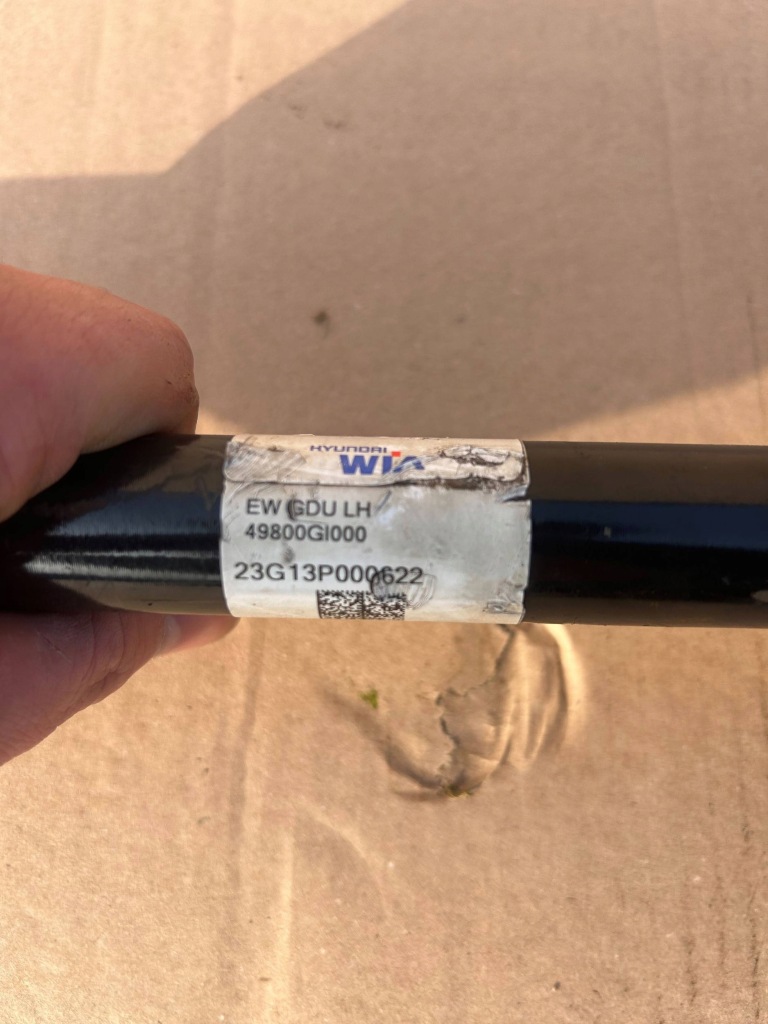 HYUNDAI
WIA
EW GDU LH
49800GI000
23G13P000622